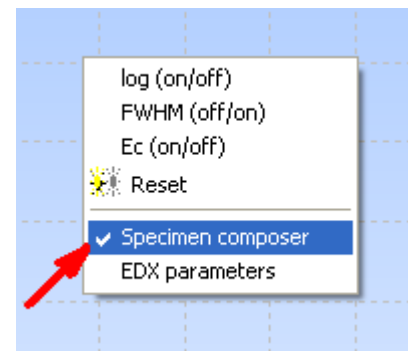 log (on/off)
FWHM (off/on)
Ec (on/off)
Reset
Specimen composer
EDX parameters